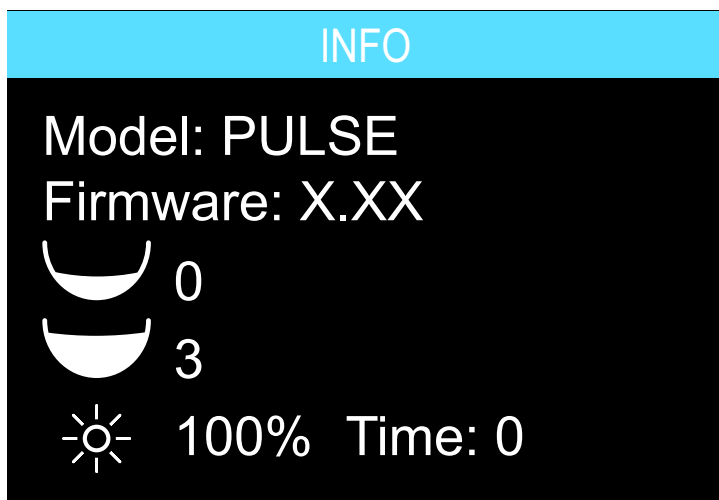 INFO
Model: PULSE
Firmware: X.XX
0
3
100% Time: 0